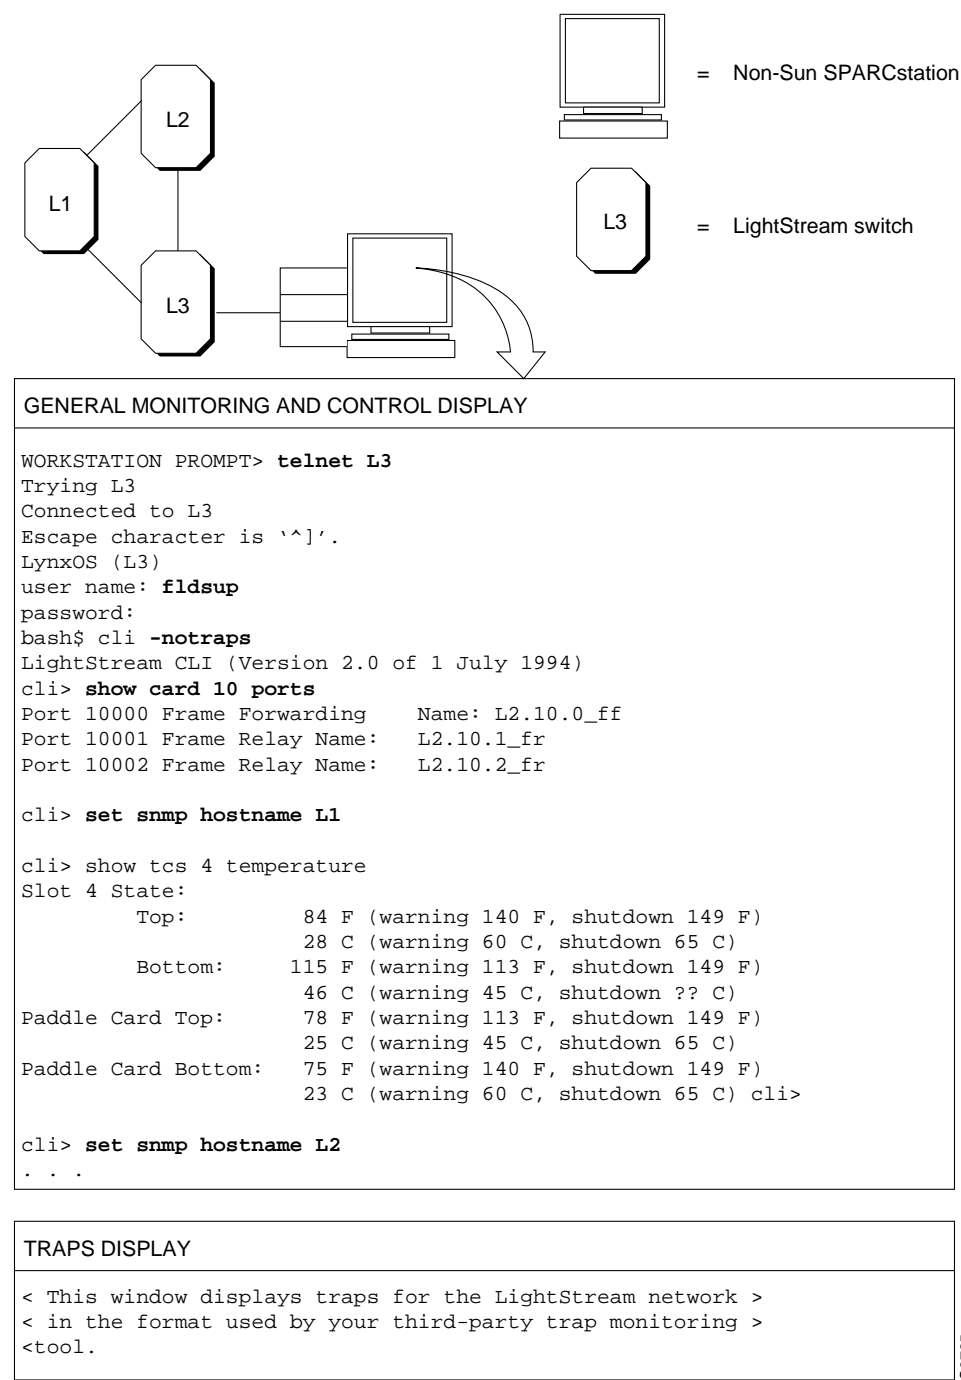 L2
L1
L3
= Non-Sun SPARCstation
L3
= LightStream switch
GENERAL MONITORING AND CONTROL DISPLAY
WORKSTATION PROMPT> telnet L3
Trying L3
Connected to L3
Escape character is ‘^]’.
LynxOS (L3)
user name: fldsup
password:
bash$ cli -notraps
LightStream CLI (Version 2.0 of 1 July 1994)
cli> show card 10 ports
Port 10000 Frame Forwarding    Name: L2.10.0_ff
Port 10001 Frame Relay Name:   L2.10.1_fr
Port 10002 Frame Relay Name:   L2.10.2_fr
cli> set snmp hostname L1
cli> show tcs 4 temperature
Slot 4 State:
Top:          84 F (warning 140 F, shutdown 149 F)
28 C (warning 60 C, shutdown 65 C)
Bottom:      115 F (warning 113 F, shutdown 149 F)
46 C (warning 45 C, shutdown ?? C)
Paddle Card Top:      78 F (warning 113 F, shutdown 149 F)
25 C (warning 45 C, shutdown 65 C)
Paddle Card Bottom:   75 F (warning 140 F, shutdown 149 F)
23 C (warning 60 C, shutdown 65 C) cli>
cli> set snmp hostname L2
. . .
TRAPS DISPLAY
< This window displays traps for the LightStream network >
< in the format used by your third-party trap monitoring >
<tool.